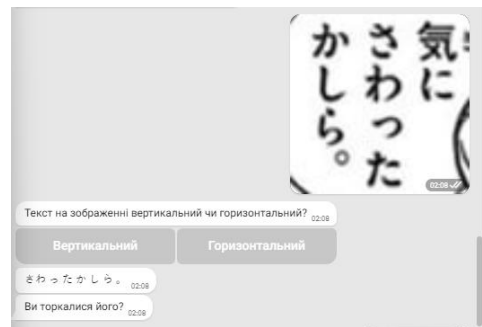 気に
さわった
かしら。
02:08
Текст на зображенні вертикальний чи горизонтальний? 02:08
Вертикальний
Горизонтальний
さわったかしら。 02:08
Ви торкалися його? 02:08